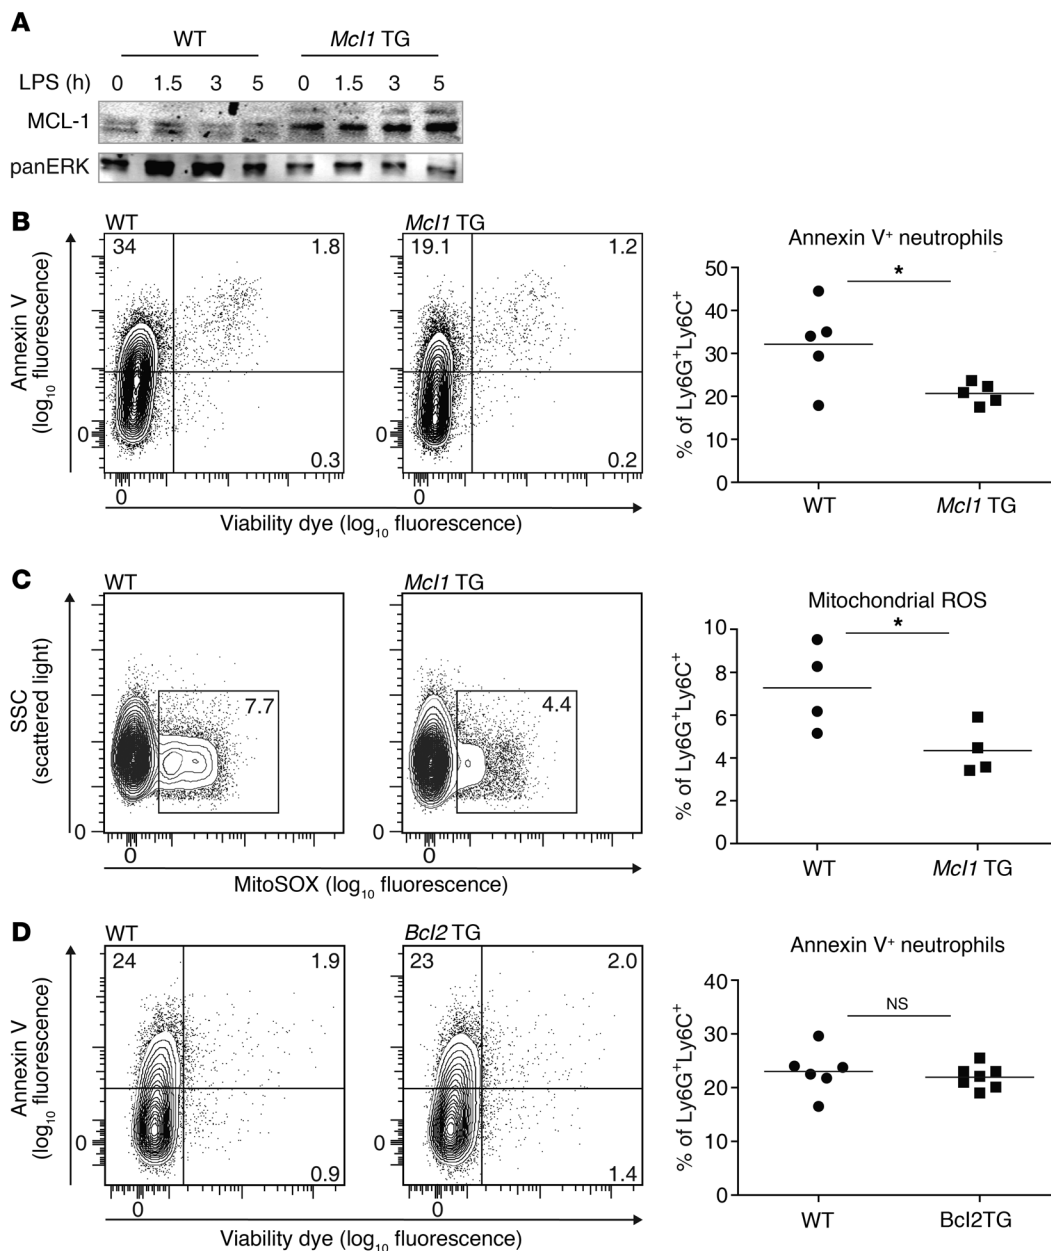 A
WT Mcl1 TG
LPS (h) 0 1.5 3 5 0 1.5 3 5
MCL-1
panERK
B
WT
34 1.8
0.3
Annexin V
(log10 fluorescence)
0
0
Mcl1 TG
19.1 1.2
0.2
0
0
Viability dye (log10 fluorescence)
Annexin V+ neutrophils
*
% of Ly6G+Ly6C+
50
40
30
20
10
0
WT Mcl1 TG
C
WT
7.7
SSC
(scattered light)
0
0
Mcl1 TG
4.4
0
0
MitoSOX (log10 fluorescence)
Mitochondrial ROS
*
% of Ly6G+Ly6C+
10
8
6
4
2
0
WT Mcl1 TG
D
WT
24 1.9
0.9
Annexin V
(log10 fluorescence)
0
0
Bcl2 TG
23 2.0
1.4
0
0
Viability dye (log10 fluorescence)
Annexin V+ neutrophils
NS
% of Ly6G+Ly6C+
40
30
20
10
0
WT Bcl2TG